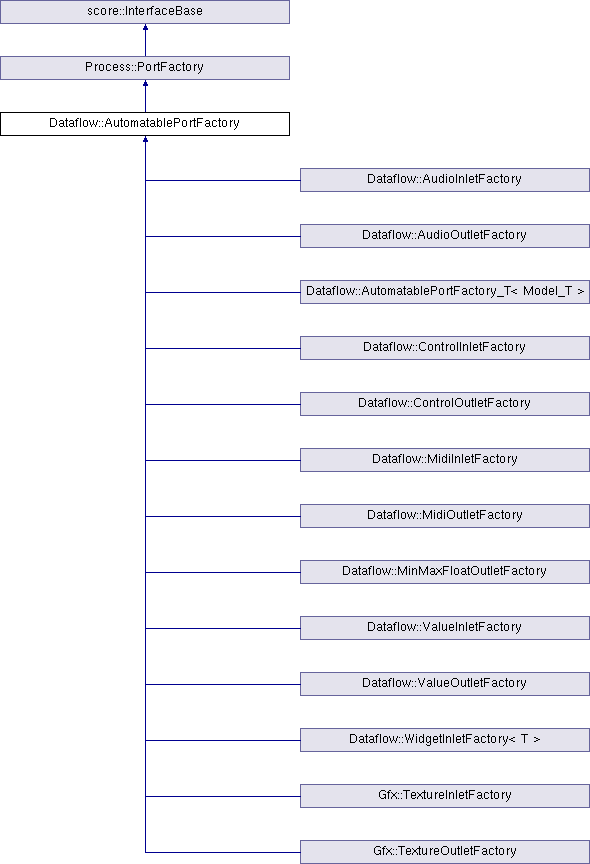 score::InterfaceBase
Process::PortFactory
Dataflow::AutomatablePortFactory
Dataflow::AudioInletFactory
Dataflow::AudioOutletFactory
Dataflow::AutomatablePortFactory_T< Model_T >
Dataflow::ControlInletFactory
Dataflow::ControlOutletFactory
Dataflow::MidiInletFactory
Dataflow::MidiOutletFactory
Dataflow::MinMaxFloatOutletFactory
Dataflow::ValueInletFactory
Dataflow::ValueOutletFactory
Dataflow::WidgetInletFactory< T >
Gfx::TextureInletFactory
Gfx::TextureOutletFactory